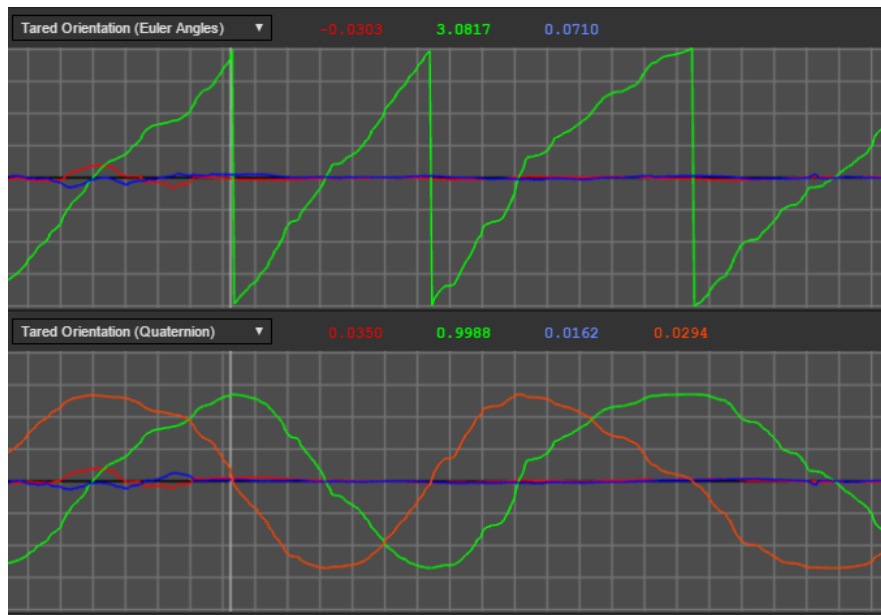 Tared Orientation (Euler Angles) ▼ -0.0303 3.0817 0.0710
Tared Orientation (Quaternion) ▼ 0.0350 0.9988 0.0162 0.0294